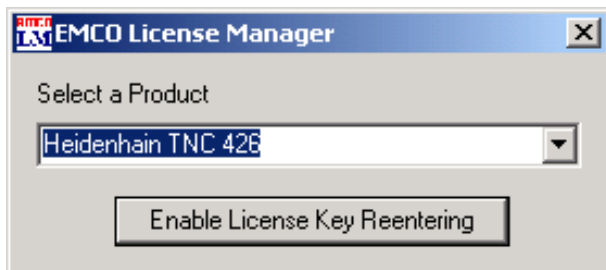 EMCO License Manager
Select a Product
Heidenhain TNC 426
Enable License Key Reentering